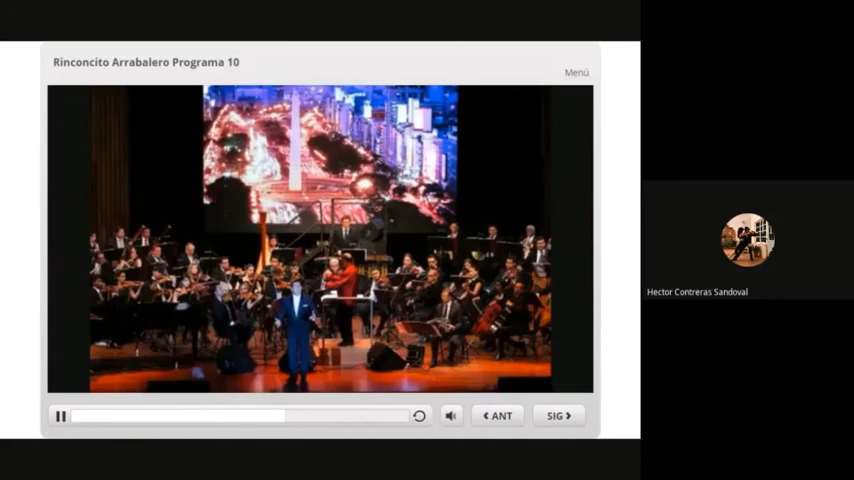 Rinconcito Arrabalero Programa 10
Menú
ANT
SIG
Hector Contreras Sandoval